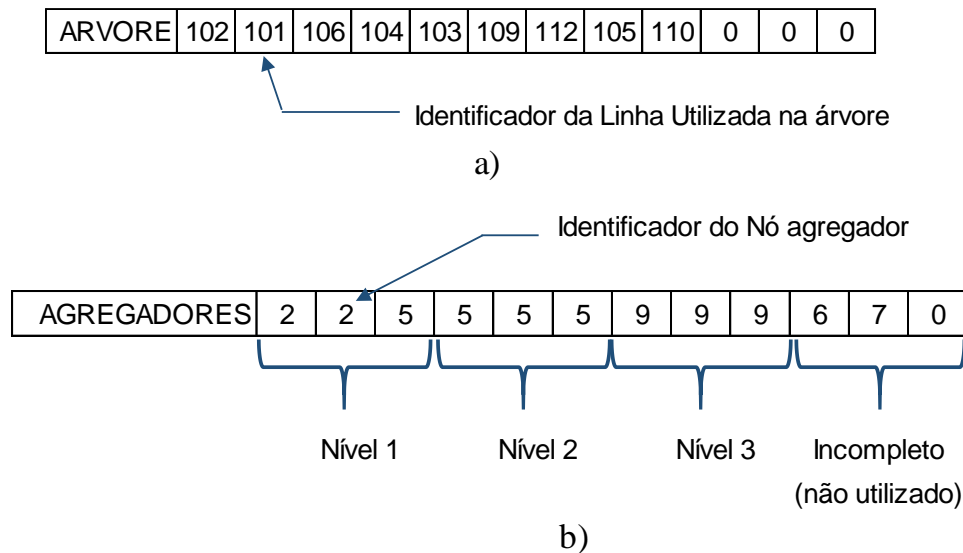 ARVORE 102 101 106 104 103 109 112 105 110 0 0 0
Identificador da Linha Utilizada na árvore
a)
Identificador do Nó agregador
AGREGADORES 2 2 5 5 5 5 9 9 9 6 7 0
Nível 1 Nível 2 Nível 3 Incompleto
(não utilizado)
b)